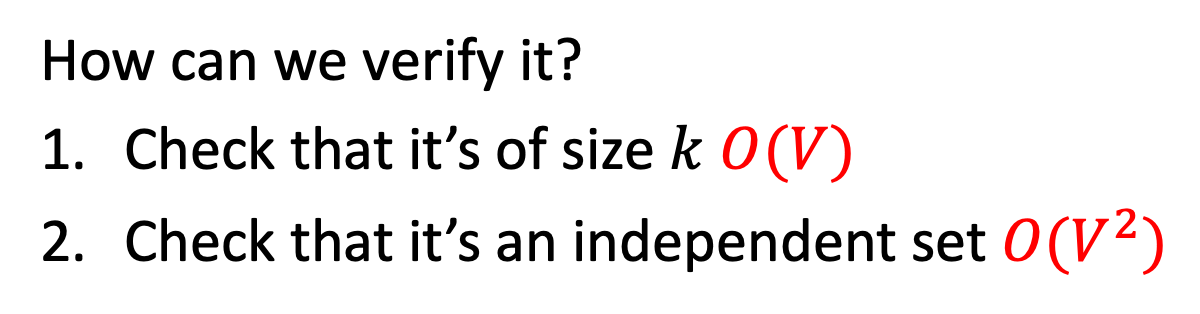 How can we verify it?
1. Check that it’s of size 𝑘 𝑂(𝑉)
2. Check that it’s an independent set 𝑂(𝑉²)